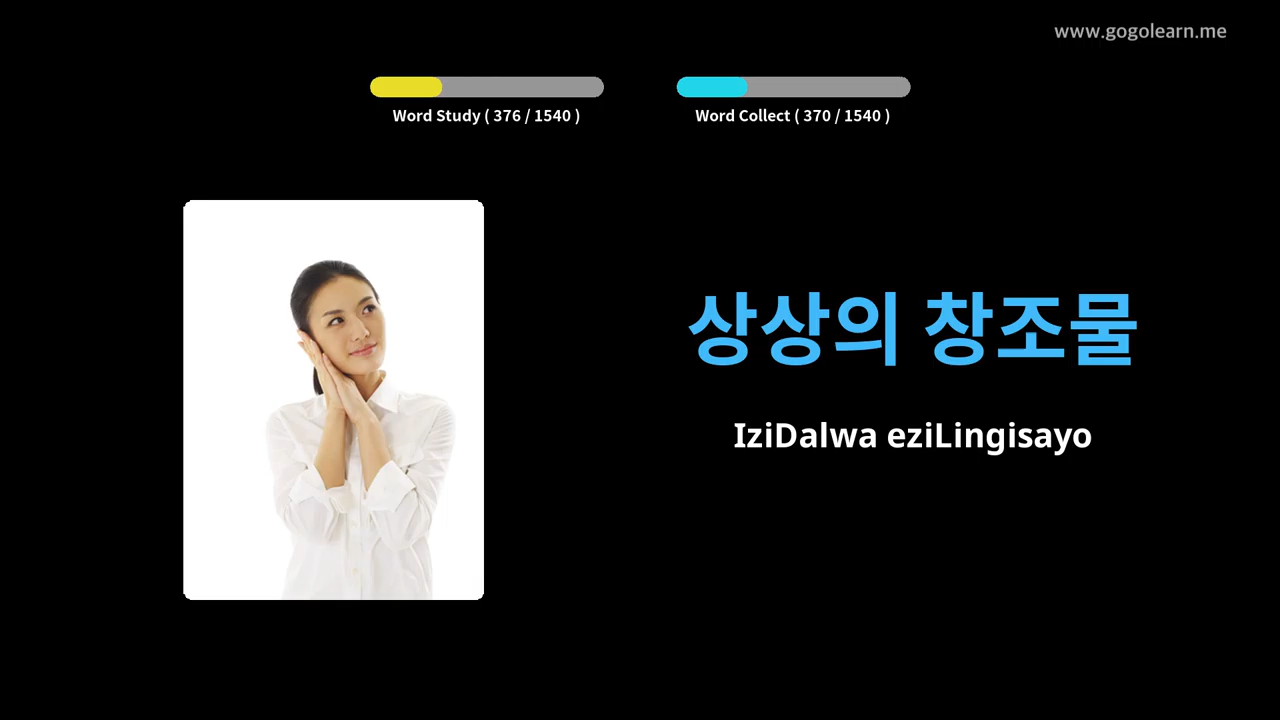 www.gogolearn.me
Word Study ( 376 / 1540 )
Word Collect ( 370 / 1540 )
상상의 창조물
IziDalwa eziLingisayo